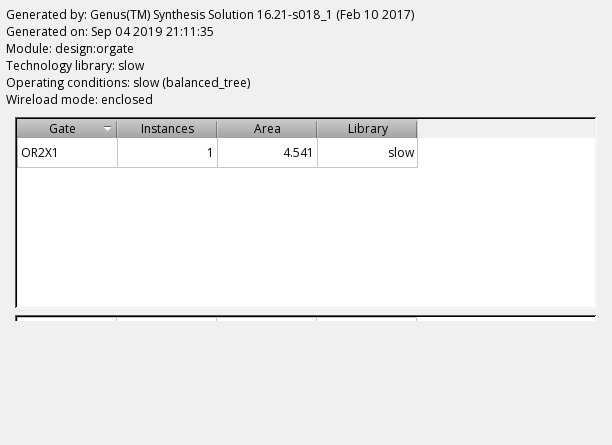 Generated by: Genus(TM) Synthesis Solution 16.21-s018_1 (Feb 10 2017)
Generated on: Sep 04 2019 21:11:35
Module: design:orgate
Technology library: slow
Operating conditions: slow (balanced_tree)
Wireload mode: enclosed
Gate Instances Area Library
OR2X1 1 4.541 slow